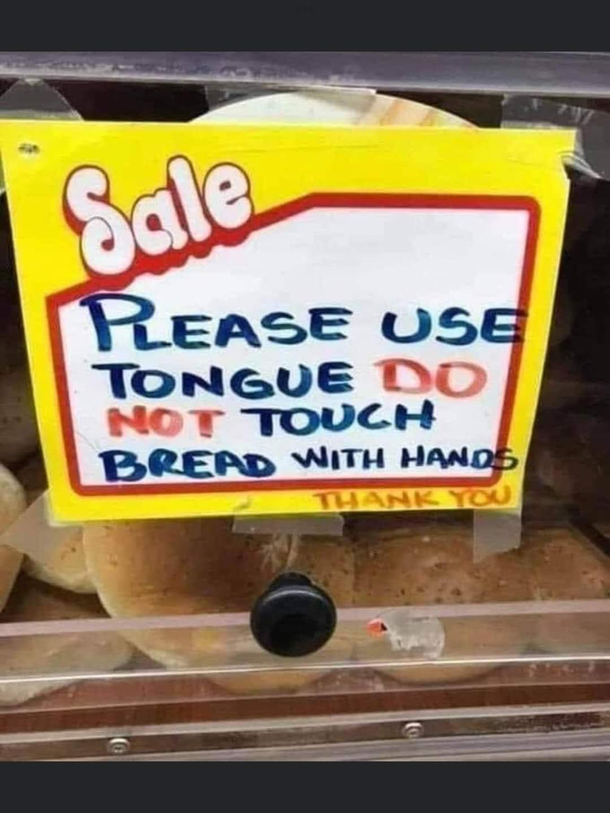 Sale
PLEASE USE
TONGUE DO
NOT TOUCH
BREAD WITH HANDS
THANK YOU